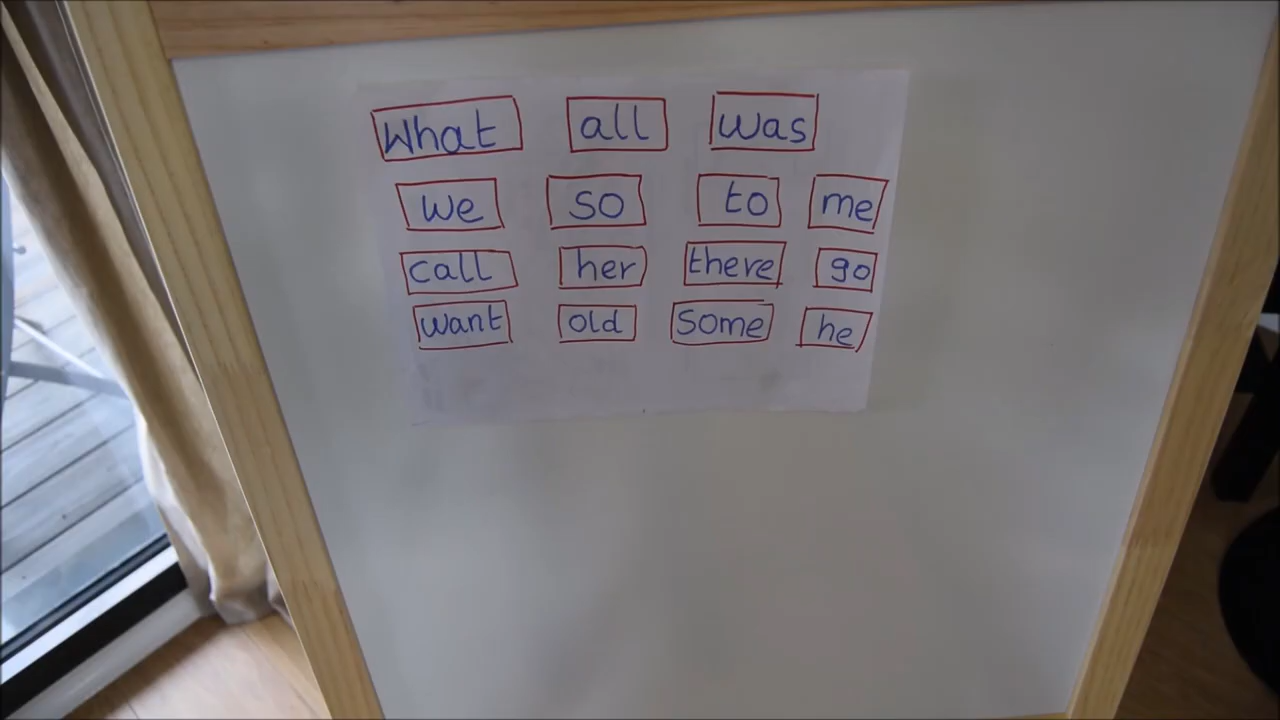 What all was
we so to me
call her there go
want old some he